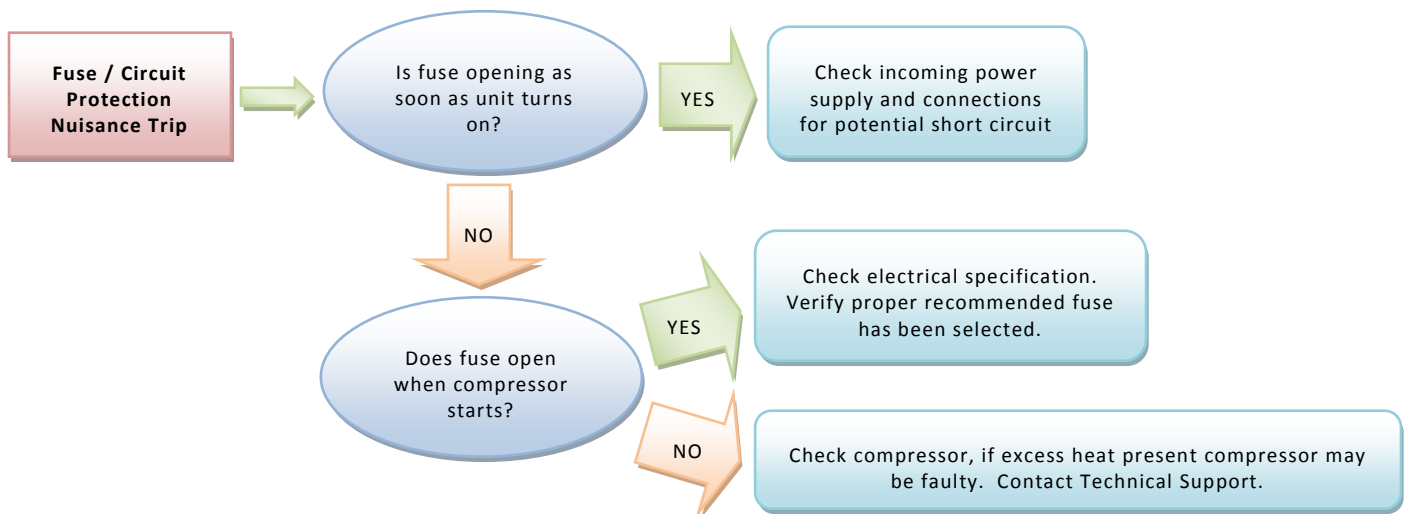 Fuse / Circuit
Protection
Nuisance Trip
Is fuse opening as
soon as unit turns
on?
YES
Check incoming power
supply and connections
for potential short circuit
NO
Does fuse open
when compressor
starts?
YES
Check electrical specification.
Verify proper recommended fuse
has been selected.
NO
Check compressor, if excess heat present compressor may
be faulty.  Contact Technical Support.